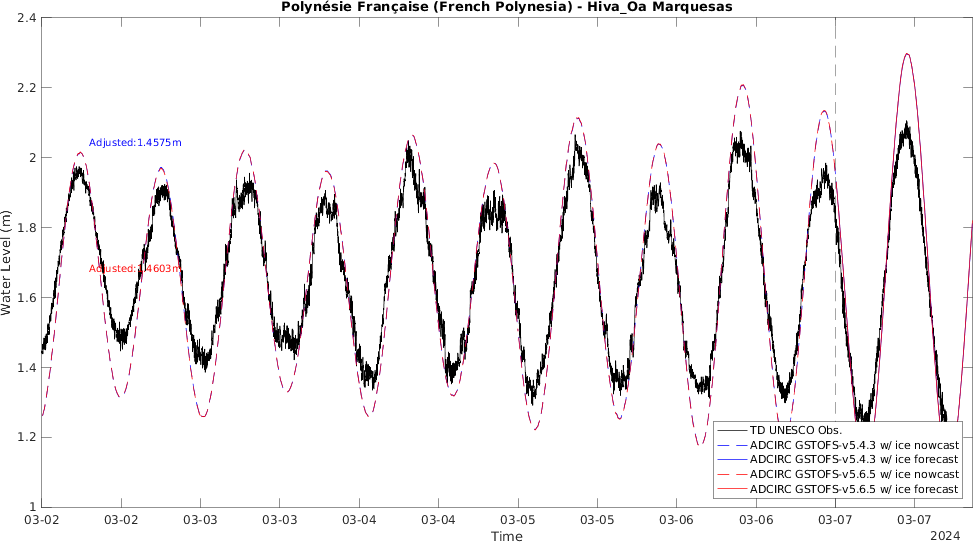 Polynésie Française (French Polynesia) - Hiva_Oa Marquesas
2.4
2.2
2
1.8
1.6
1.4
1.2
1
Water Level (m)
Adjusted:1.4575m
Adjusted:1.4603m
TD UNESCO Obs.
ADCIRC GSTOFS-v5.4.3 w/ ice nowcast
ADCIRC GSTOFS-v5.4.3 w/ ice forecast
ADCIRC GSTOFS-v5.6.5 w/ ice nowcast
ADCIRC GSTOFS-v5.6.5 w/ ice forecast
03-02 03-02 03-03 03-03 03-04 03-04 03-05 03-05 03-06 03-06 03-07 03-07
Time
2024